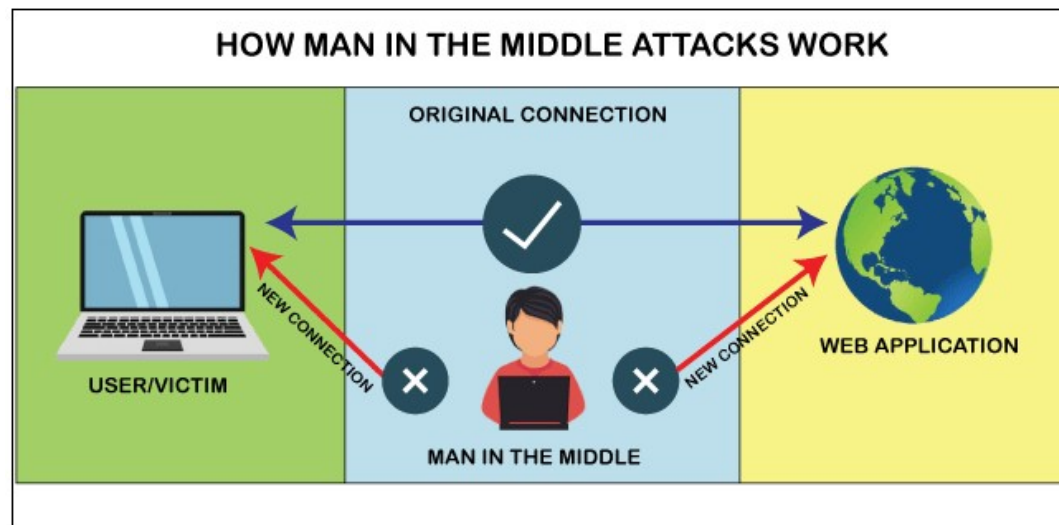 HOW MAN IN THE MIDDLE ATTACKS WORK
ORIGINAL CONNECTION
NEW CONNECTION
NEW CONNECTION
USER/VICTIM
WEB APPLICATION
MAN IN THE MIDDLE